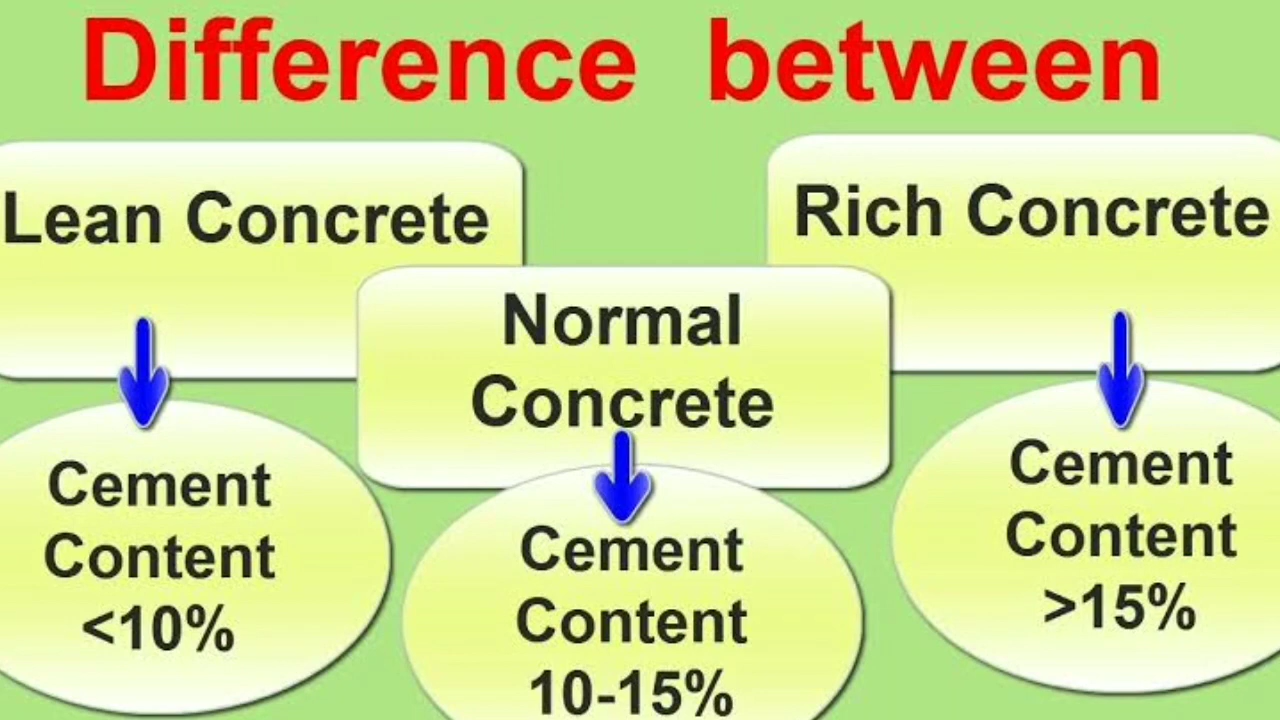 Difference between
Lean Concrete
Rich Concrete
Normal
Concrete
Cement
Content
<10%
Cement
Content
10-15%
Cement
Content
>15%